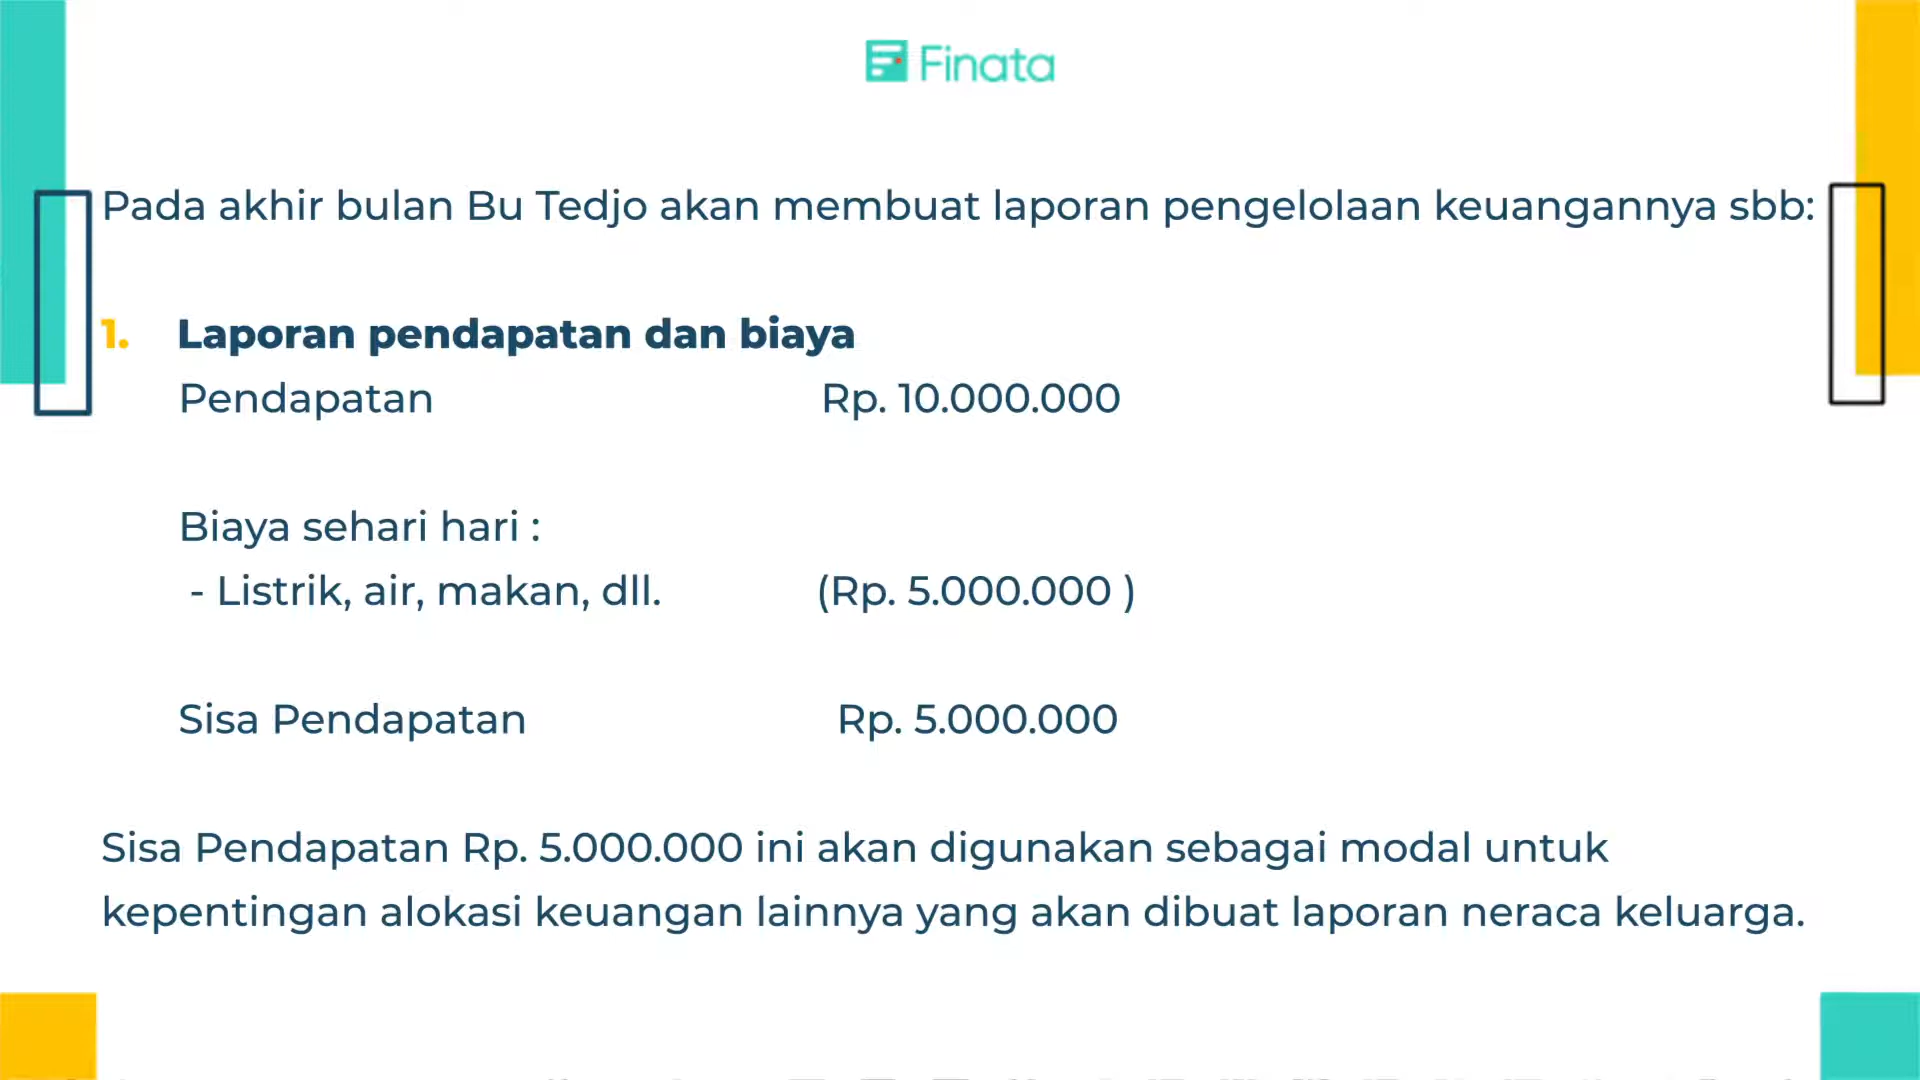 Finata
Pada akhir bulan Bu Tedjo akan membuat laporan pengelolaan keuangannya sbb:
1. Laporan pendapatan dan biaya
Pendapatan Rp. 10.000.000
Biaya sehari hari :
- Listrik, air, makan, dll. (Rp. 5.000.000 )
Sisa Pendapatan Rp. 5.000.000
Sisa Pendapatan Rp. 5.000.000 ini akan digunakan sebagai modal untuk
kepentingan alokasi keuangan lainnya yang akan dibuat laporan neraca keluarga.